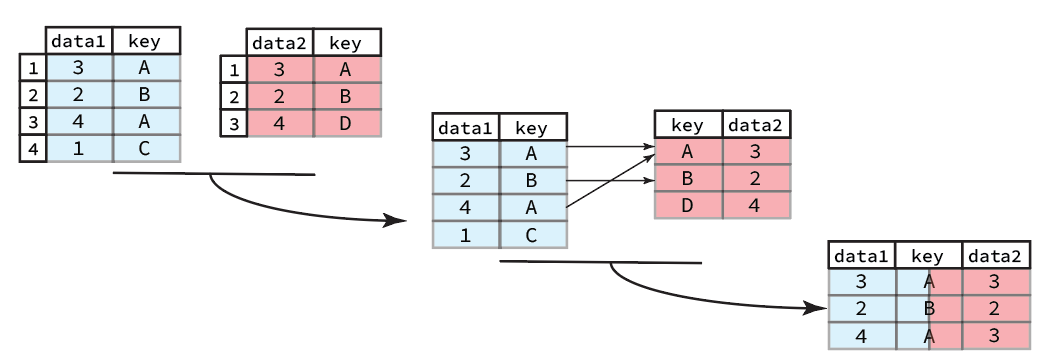 data1 key
1 3 A
2 2 B
3 4 A
4 1 C
data2 key
1 3 A
2 2 B
3 4 D
data1 key
3 A
2 B
4 A
1 C
key data2
A 3
B 2
D 4
data1 key data2
3 A 3
2 B 2
4 A 3